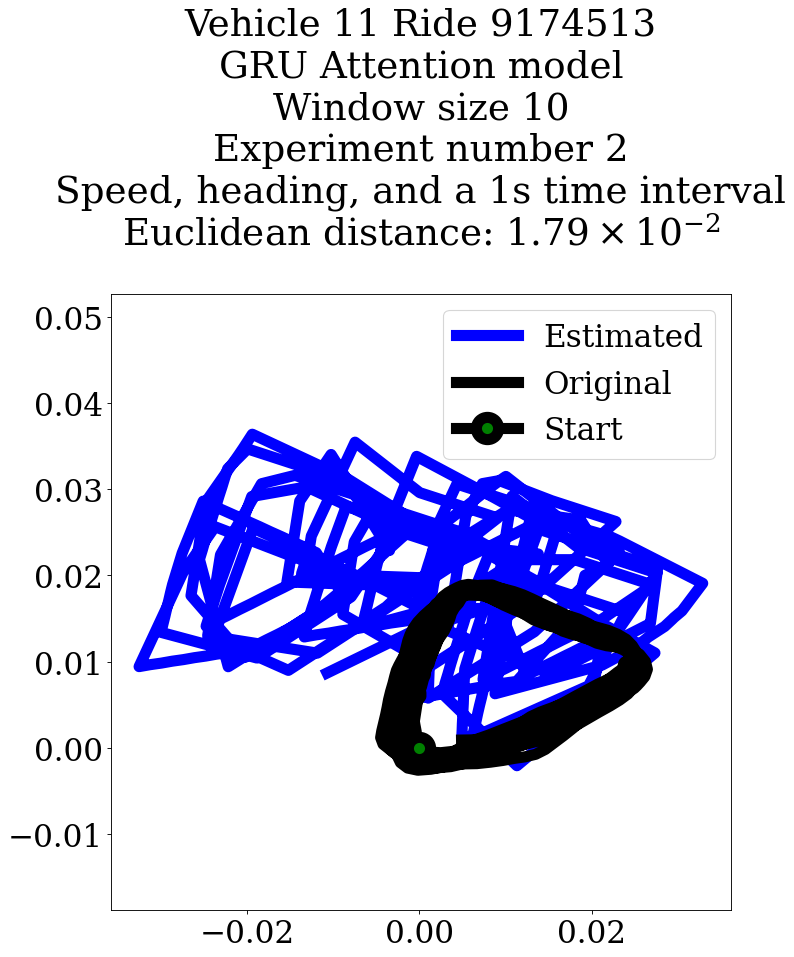 Vehicle 11 Ride 9174513
GRU Attention model
Window size 10
Experiment number 2
Speed, heading, and a 1s time interval
Euclidean distance: 1.79 × 10⁻²
Estimated
Original
Start
0.05
0.04
0.03
0.02
0.01
0.00
−0.01
−0.02
0.00
0.02